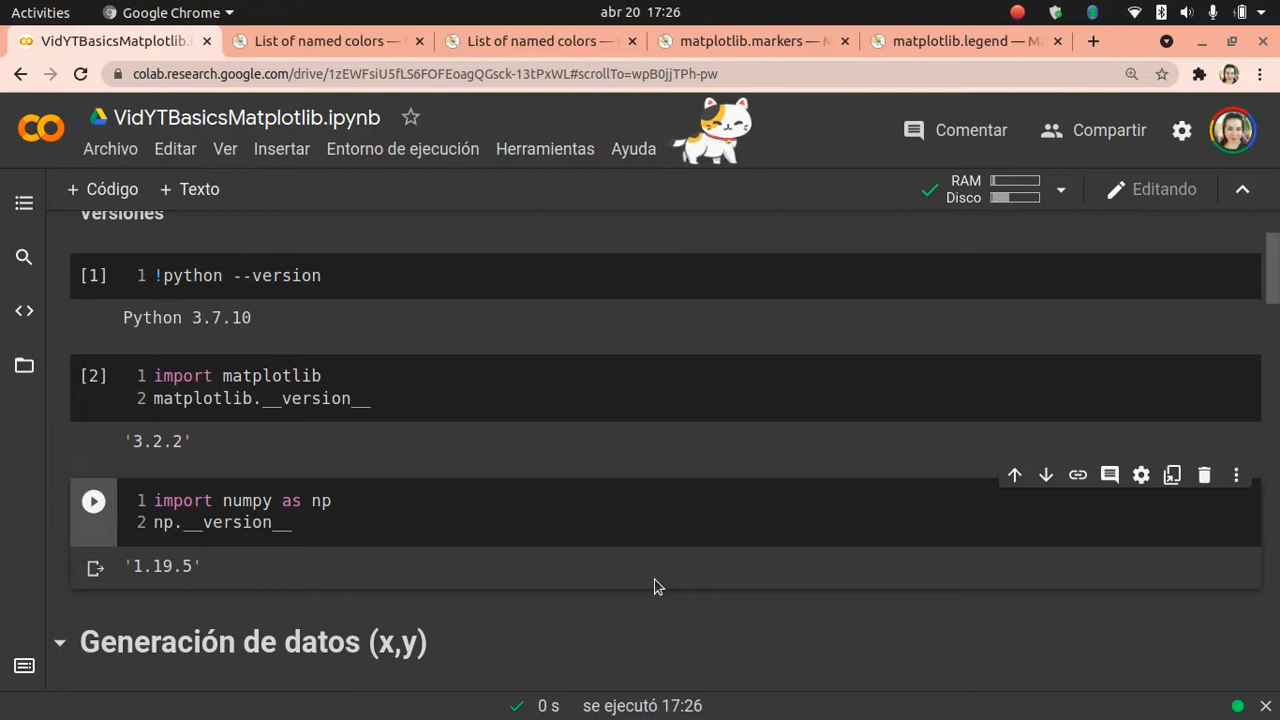 Activities
Google Chrome
abr 20 17:26
VidYTBasicsMatplotlib.i
List of named colors —
List of named colors —
matplotlib.markers — M
matplotlib.legend — Ma
colab.research.google.com/drive/1zEWFsiU5fLS6FOFEoagQGsck-13tPxWL#scrollTo=wpB0jjTPh-pw
VidYTBasicsMatplotlib.ipynb
Comentar
Compartir
Archivo Editar Ver Insertar Entorno de ejecución Herramientas Ayuda
+ Código + Texto
RAM
Disco
Editando
Versiones
[1] 1 !python --version
Python 3.7.10
[2] 1 import matplotlib
2 matplotlib.__version__
'3.2.2'
1 import numpy as np
2 np.__version__
'1.19.5'
Generación de datos (x,y)
0 s se ejecutó 17:26